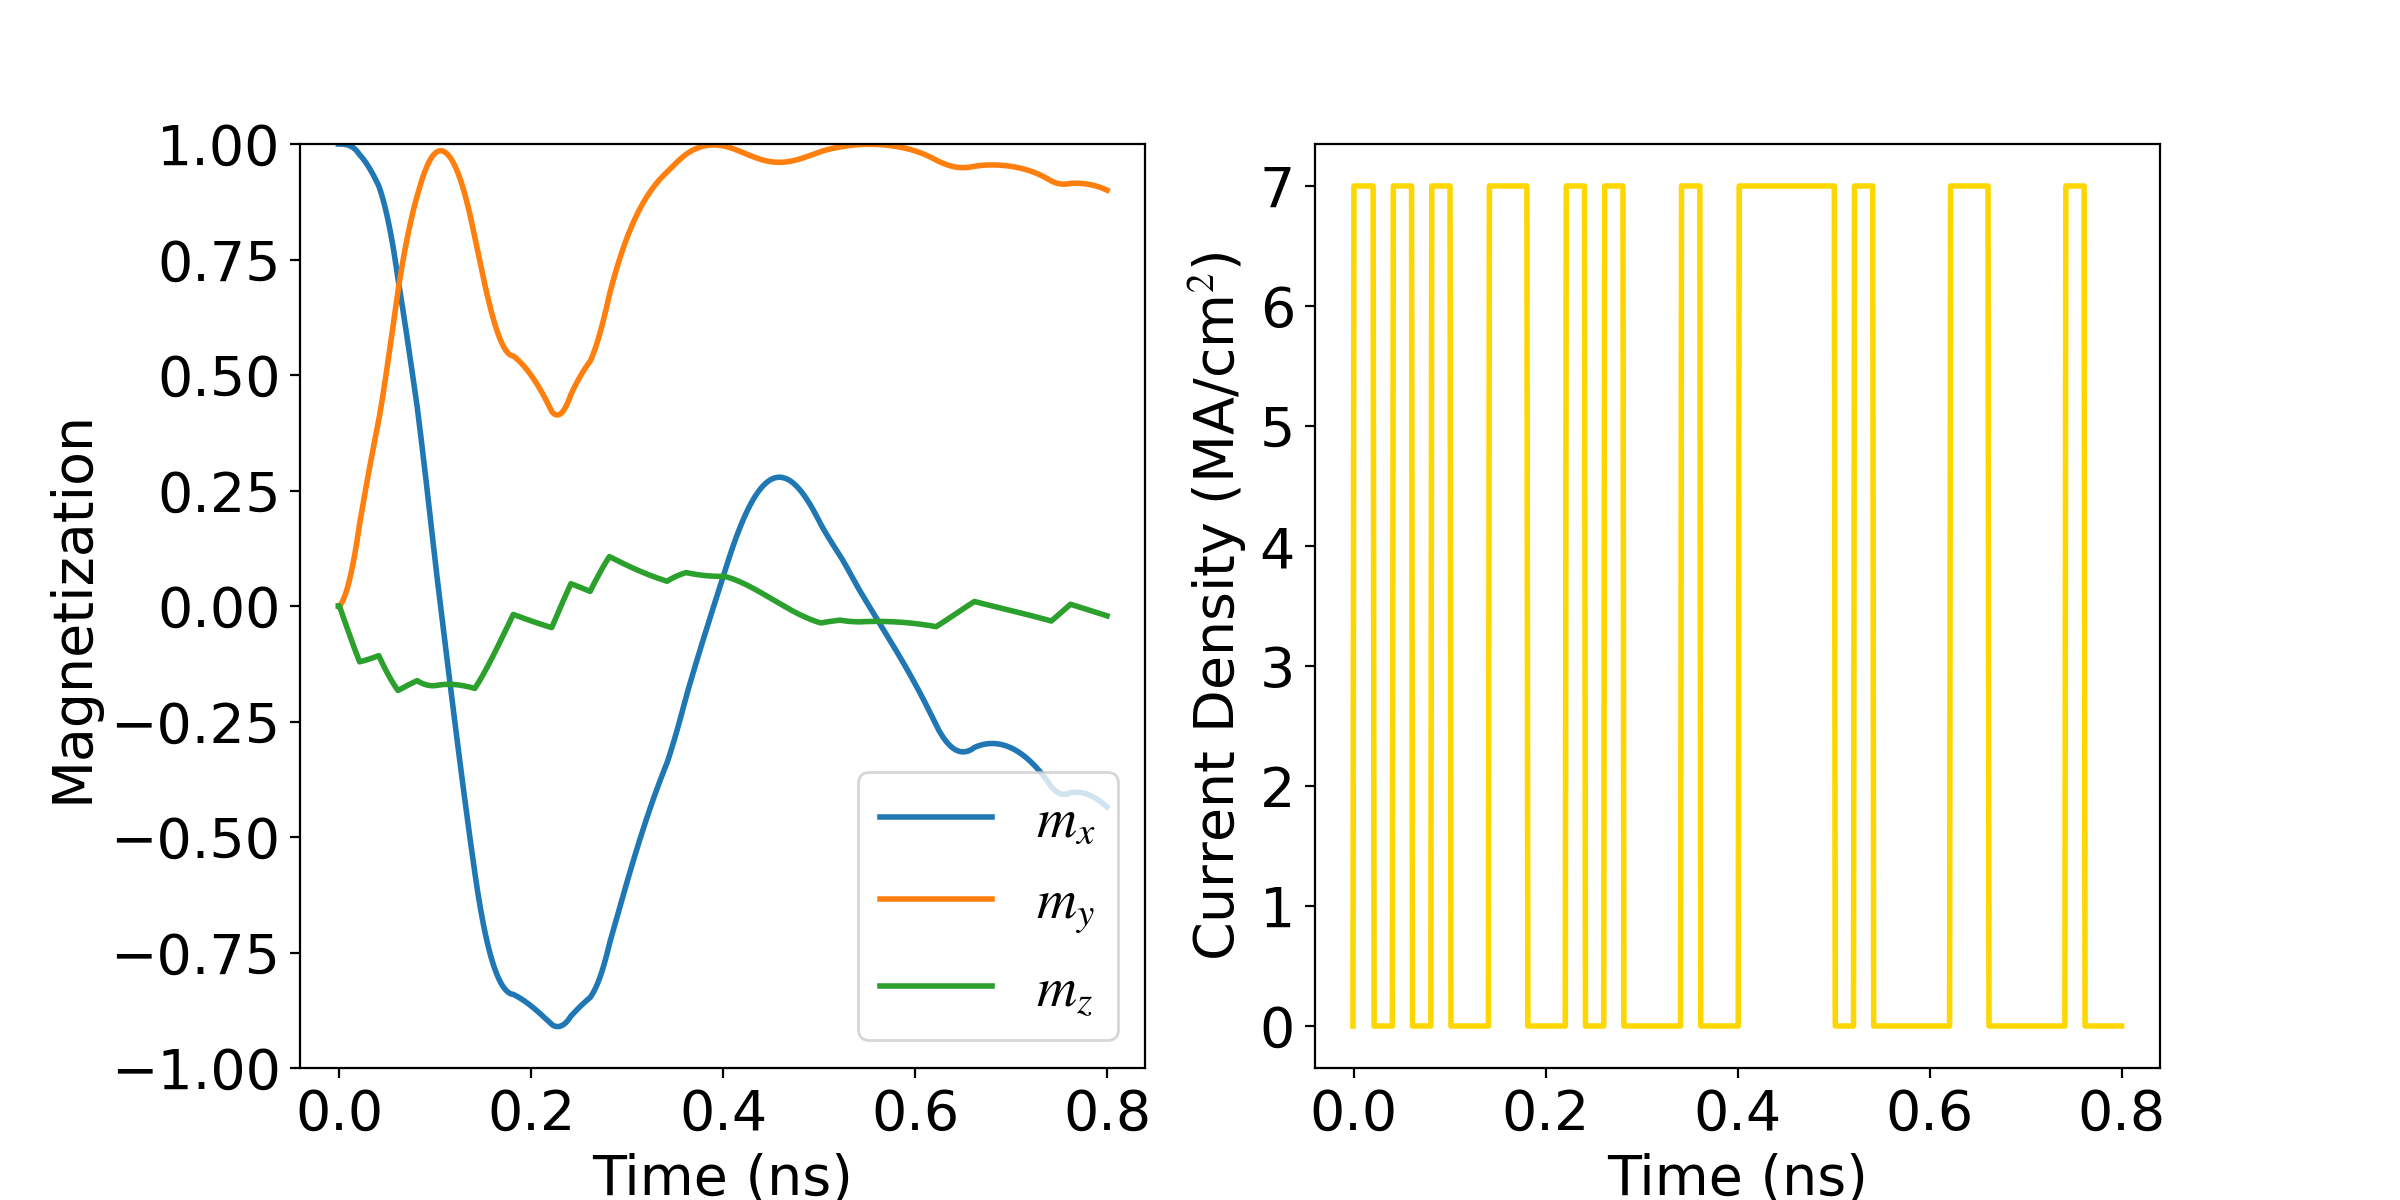 Magnetization
1.00
0.75
0.50
0.25
0.00
−0.25
−0.50
−0.75
−1.00
0.0 0.2 0.4 0.6 0.8
Time (ns)
m_x
m_y
m_z
Current Density (MA/cm²)
7
6
5
4
3
2
1
0
0.0 0.2 0.4 0.6 0.8
Time (ns)